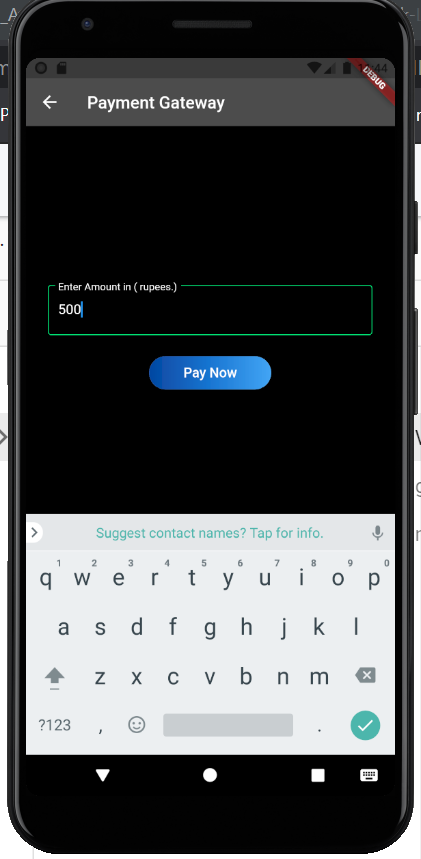 DEBUG
Payment Gateway
Enter Amount in ( rupees.)
500
Pay Now
Suggest contact names? Tap for info.
1 2 3 4 5 6 7 8 9 0
q w e r t y u i o p
a s d f g h j k l
z x c v b n m
?123 , .